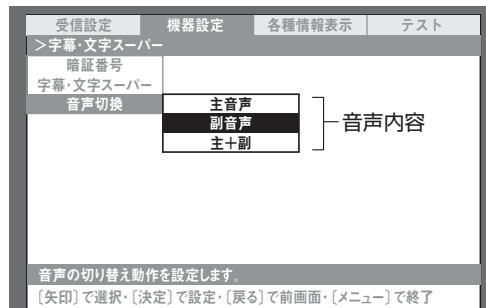 受信設定 機器設定 各種情報表示 テスト
＞字幕・文字スーパー
暗証番号
字幕・文字スーパー
音声切換
主音声
副音声
主＋副
音声内容
音声の切り替え動作を設定します。
〔矢印〕で選択・〔決定〕で設定・〔戻る〕で前画面・〔メニュー〕で終了